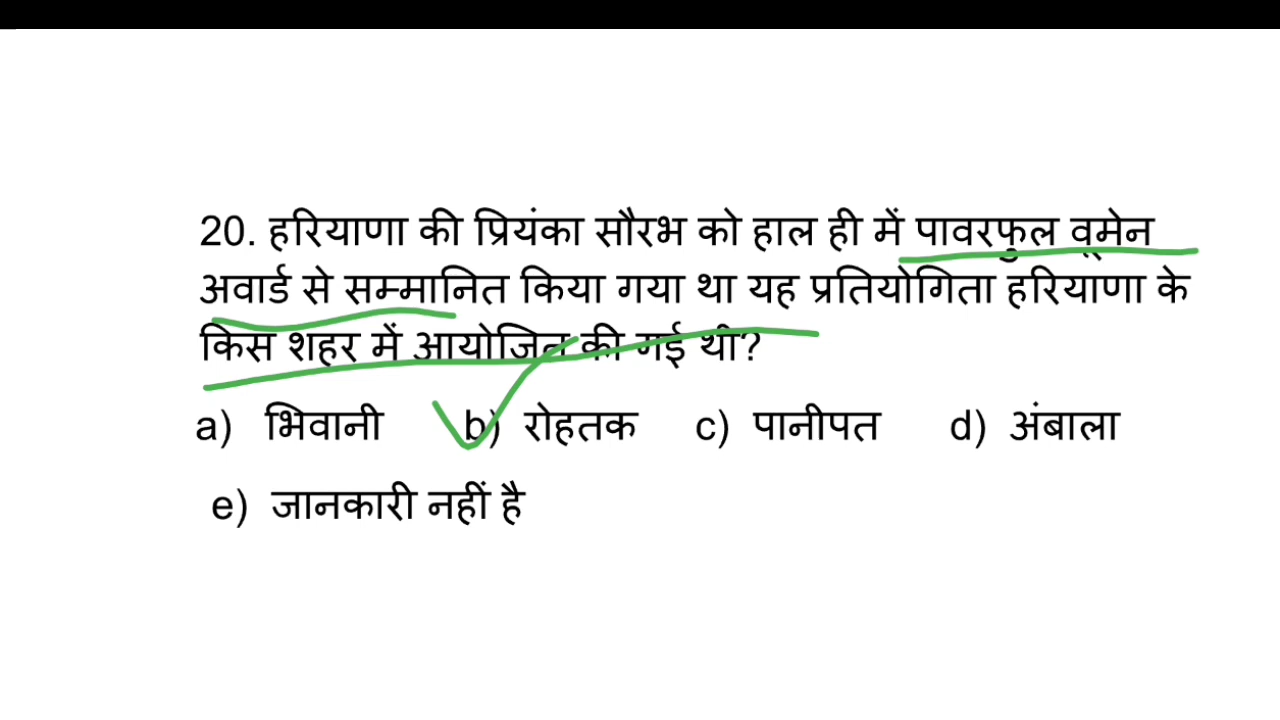 20. हरियाणा की प्रियंका सौरभ को हाल ही में पावरफुल वूमेन
अवार्ड से सम्मानित किया गया था यह प्रतियोगिता हरियाणा के
किस शहर में आयोजित की गई थी?
a) भिवानी b) रोहतक c) पानीपत d) अंबाला
e) जानकारी नहीं है